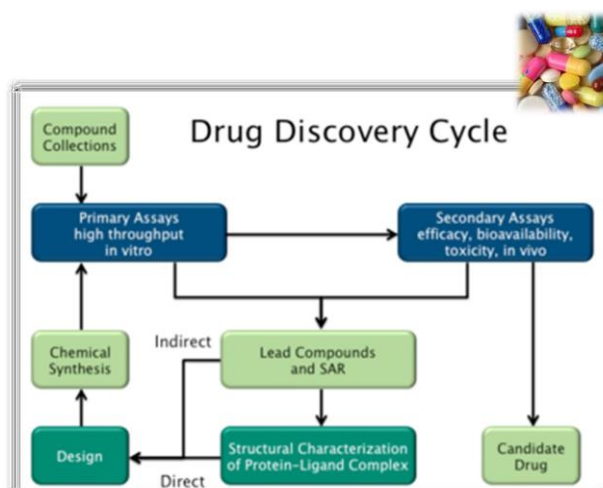 Drug Discovery Cycle
Compound
Collections
Primary Assays
high throughput
in vitro
Secondary Assays
efficacy, bioavailability,
toxicity, in vivo
Indirect
Chemical
Synthesis
Lead Compounds
and SAR
Design
Direct
Structural Characterization
of Protein-Ligand Complex
Candidate
Drug